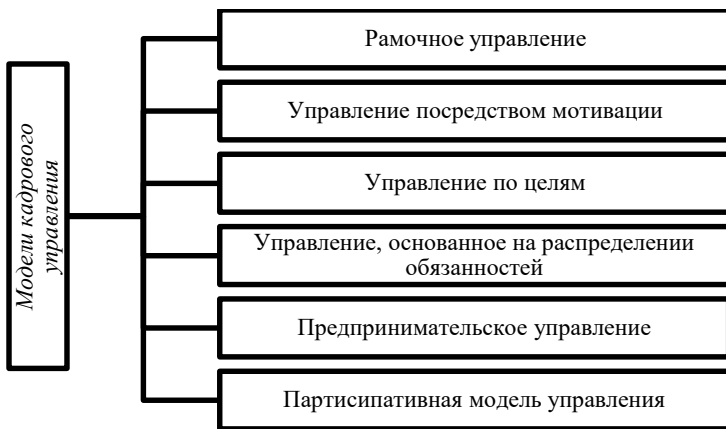 Модели кадрового
управления
Рамочное управление
Управление посредством мотивации
Управление по целям
Управление, основанное на распределении
обязанностей
Предпринимательское управление
Партисипативная модель управления